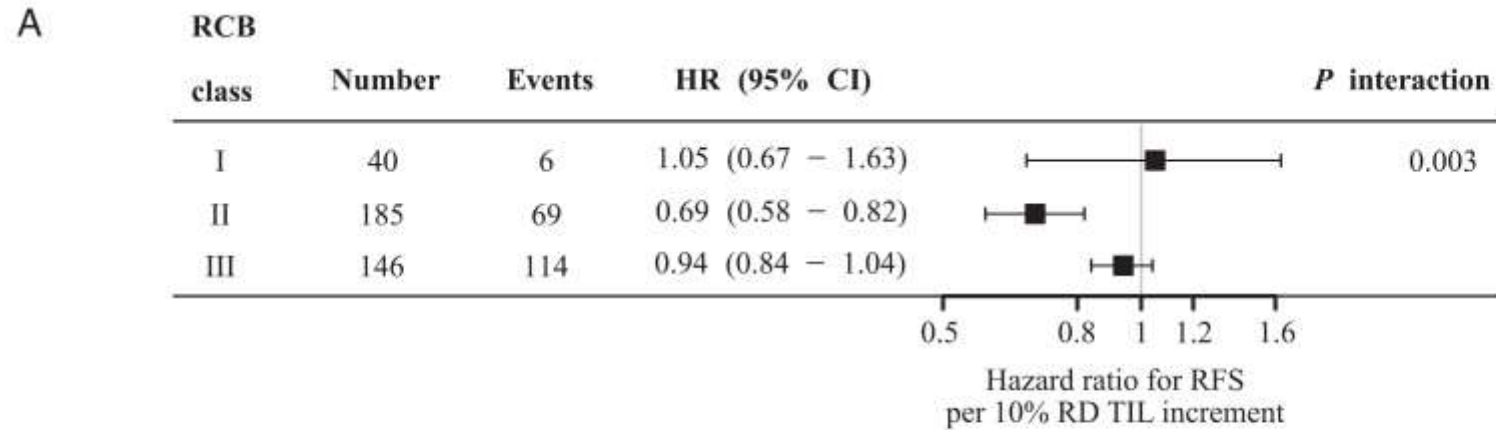 A
RCB
class Number Events HR (95% CI) P interaction
I 40 6 1.05 (0.67 − 1.63) 0.003
II 185 69 0.69 (0.58 − 0.82)
III 146 114 0.94 (0.84 − 1.04)
0.5 0.8 1 1.2 1.6
Hazard ratio for RFS
per 10% RD TIL increment